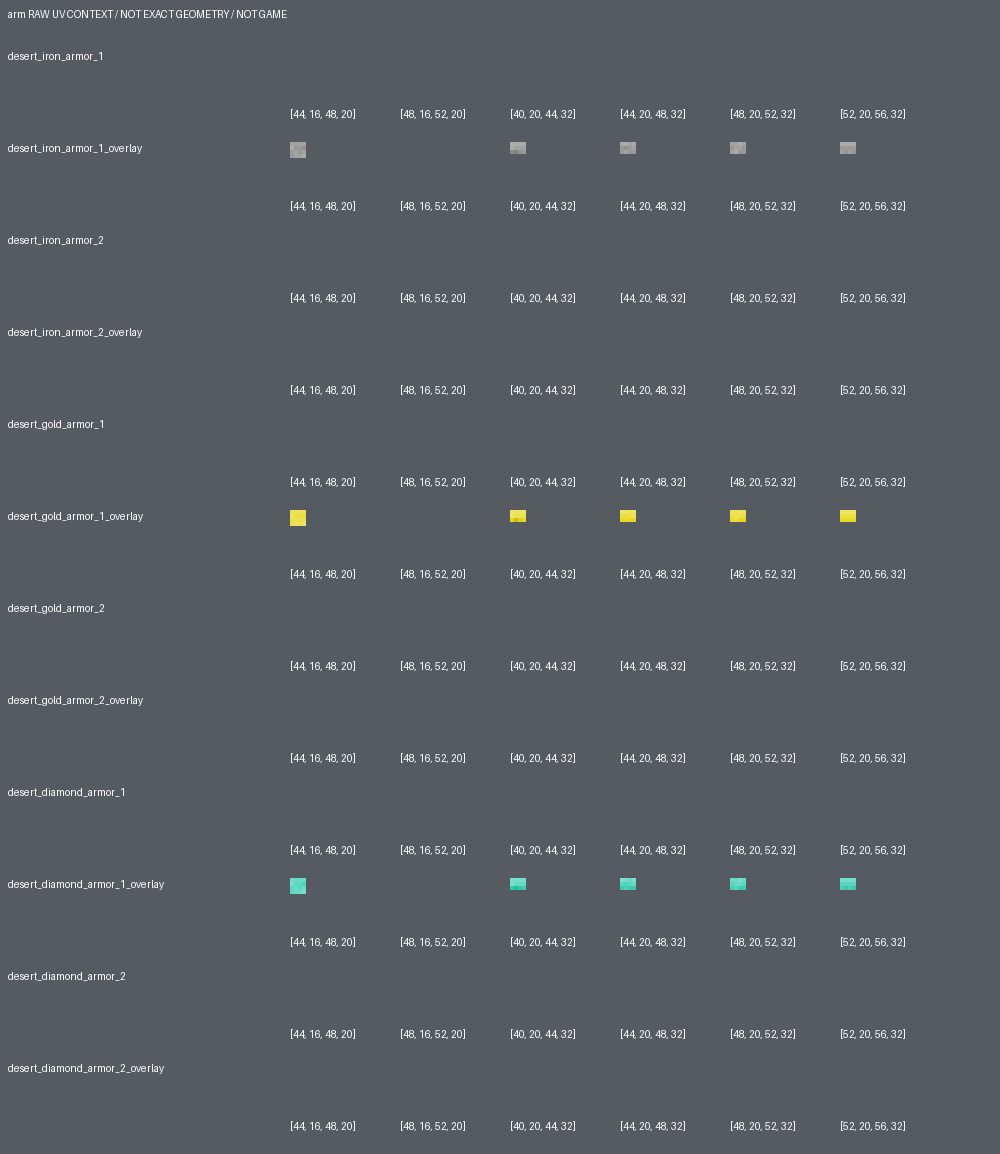 arm RAW UV CONTEXT / NOT EXACT GEOMETRY / NOT GAME
desert_iron_armor_1
[44, 16, 48, 20] [48, 16, 52, 20] [40, 20, 44, 32] [44, 20, 48, 32] [48, 20, 52, 32] [52, 20, 56, 32]
desert_iron_armor_1_overlay
[44, 16, 48, 20] [48, 16, 52, 20] [40, 20, 44, 32] [44, 20, 48, 32] [48, 20, 52, 32] [52, 20, 56, 32]
desert_iron_armor_2
[44, 16, 48, 20] [48, 16, 52, 20] [40, 20, 44, 32] [44, 20, 48, 32] [48, 20, 52, 32] [52, 20, 56, 32]
desert_iron_armor_2_overlay
[44, 16, 48, 20] [48, 16, 52, 20] [40, 20, 44, 32] [44, 20, 48, 32] [48, 20, 52, 32] [52, 20, 56, 32]
desert_gold_armor_1
[44, 16, 48, 20] [48, 16, 52, 20] [40, 20, 44, 32] [44, 20, 48, 32] [48, 20, 52, 32] [52, 20, 56, 32]
desert_gold_armor_1_overlay
[44, 16, 48, 20] [48, 16, 52, 20] [40, 20, 44, 32] [44, 20, 48, 32] [48, 20, 52, 32] [52, 20, 56, 32]
desert_gold_armor_2
[44, 16, 48, 20] [48, 16, 52, 20] [40, 20, 44, 32] [44, 20, 48, 32] [48, 20, 52, 32] [52, 20, 56, 32]
desert_gold_armor_2_overlay
[44, 16, 48, 20] [48, 16, 52, 20] [40, 20, 44, 32] [44, 20, 48, 32] [48, 20, 52, 32] [52, 20, 56, 32]
desert_diamond_armor_1
[44, 16, 48, 20] [48, 16, 52, 20] [40, 20, 44, 32] [44, 20, 48, 32] [48, 20, 52, 32] [52, 20, 56, 32]
desert_diamond_armor_1_overlay
[44, 16, 48, 20] [48, 16, 52, 20] [40, 20, 44, 32] [44, 20, 48, 32] [48, 20, 52, 32] [52, 20, 56, 32]
desert_diamond_armor_2
[44, 16, 48, 20] [48, 16, 52, 20] [40, 20, 44, 32] [44, 20, 48, 32] [48, 20, 52, 32] [52, 20, 56, 32]
desert_diamond_armor_2_overlay
[44, 16, 48, 20] [48, 16, 52, 20] [40, 20, 44, 32] [44, 20, 48, 32] [48, 20, 52, 32] [52, 20, 56, 32]